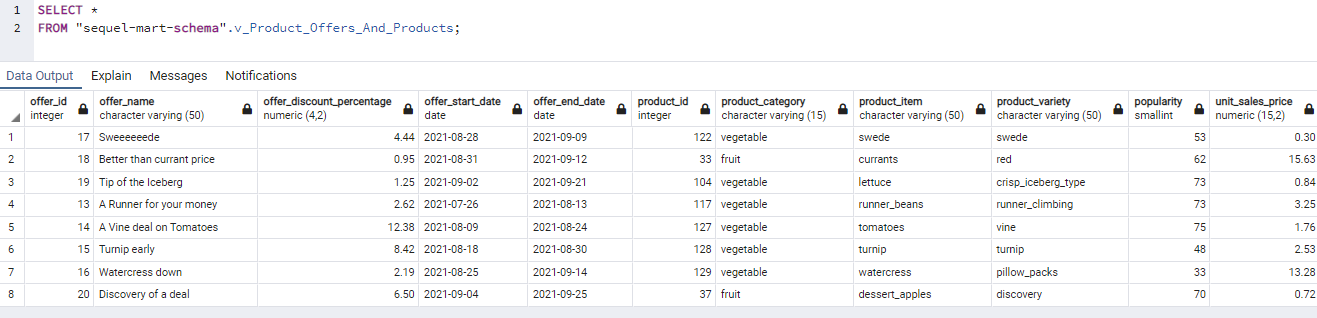 1 SELECT *
2 FROM "sequel-mart-schema".v_Product_Offers_And_Products;
Data Output Explain Messages Notifications
offer_id offer_name offer_discount_percentage offer_start_date offer_end_date product_id product_category product_item product_variety popularity unit_sales_price
integer character varying (50) numeric (4,2) date date integer character varying (15) character varying (50) character varying (50) smallint numeric (15,2)
1 17 Sweeeeeede 4.44 2021-08-28 2021-09-09 122 vegetable swede swede 53 0.30
2 18 Better than currant price 0.95 2021-08-31 2021-09-12 33 fruit currants red 62 15.63
3 19 Tip of the Iceberg 1.25 2021-09-02 2021-09-21 104 vegetable lettuce crisp_iceberg_type 73 0.84
4 13 A Runner for your money 2.62 2021-07-26 2021-08-13 117 vegetable runner_beans runner_climbing 73 3.25
5 14 A Vine deal on Tomatoes 12.38 2021-08-09 2021-08-24 127 vegetable tomatoes vine 75 1.76
6 15 Turnip early 8.42 2021-08-18 2021-08-30 128 vegetable turnip turnip 48 2.53
7 16 Watercress down 2.19 2021-08-25 2021-09-14 129 vegetable watercress pillow_packs 33 13.28
8 20 Discovery of a deal 6.50 2021-09-04 2021-09-25 37 fruit dessert_apples discovery 70 0.72